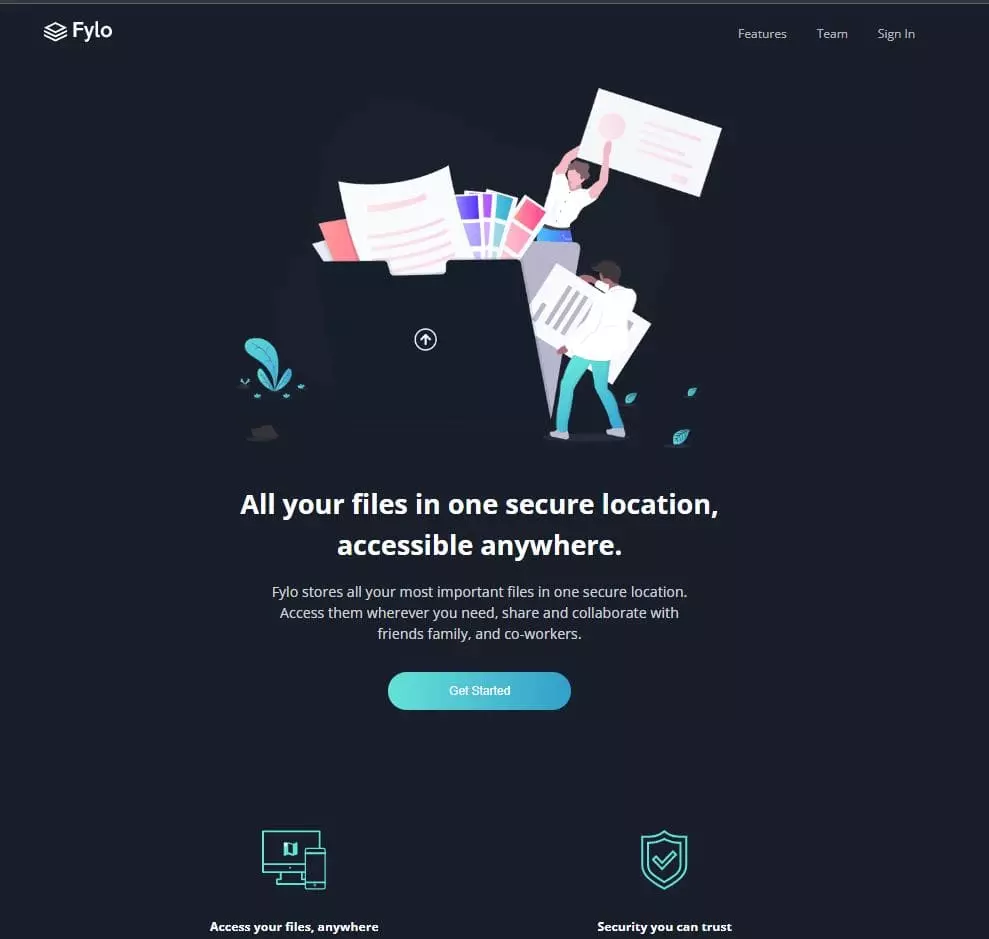 Fylo
Features
Team
Sign In
All your files in one secure location,
accessible anywhere.
Fylo stores all your most important files in one secure location.
Access them wherever you need, share and collaborate with
friends family, and co-workers.
Get Started
Access your files, anywhere
Security you can trust